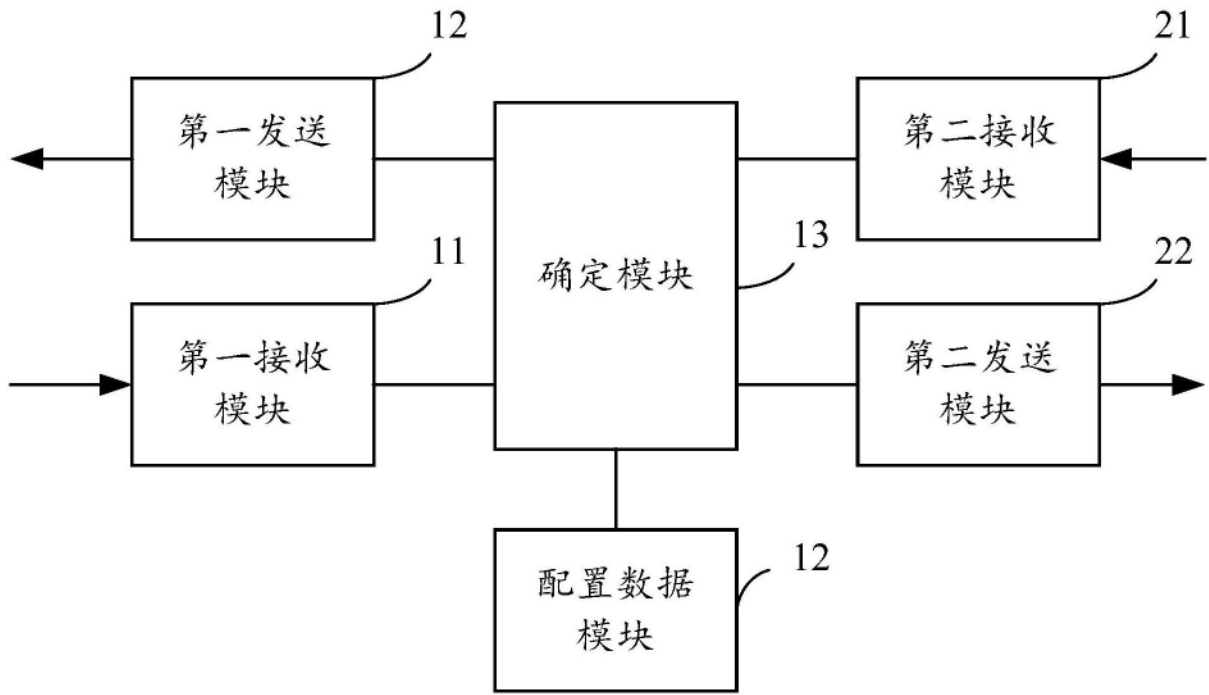 12
第一发送
模块
11
第一接收
模块
确定模块
13
配置数据
模块
12
21
第二接收
模块
22
第二发送
模块